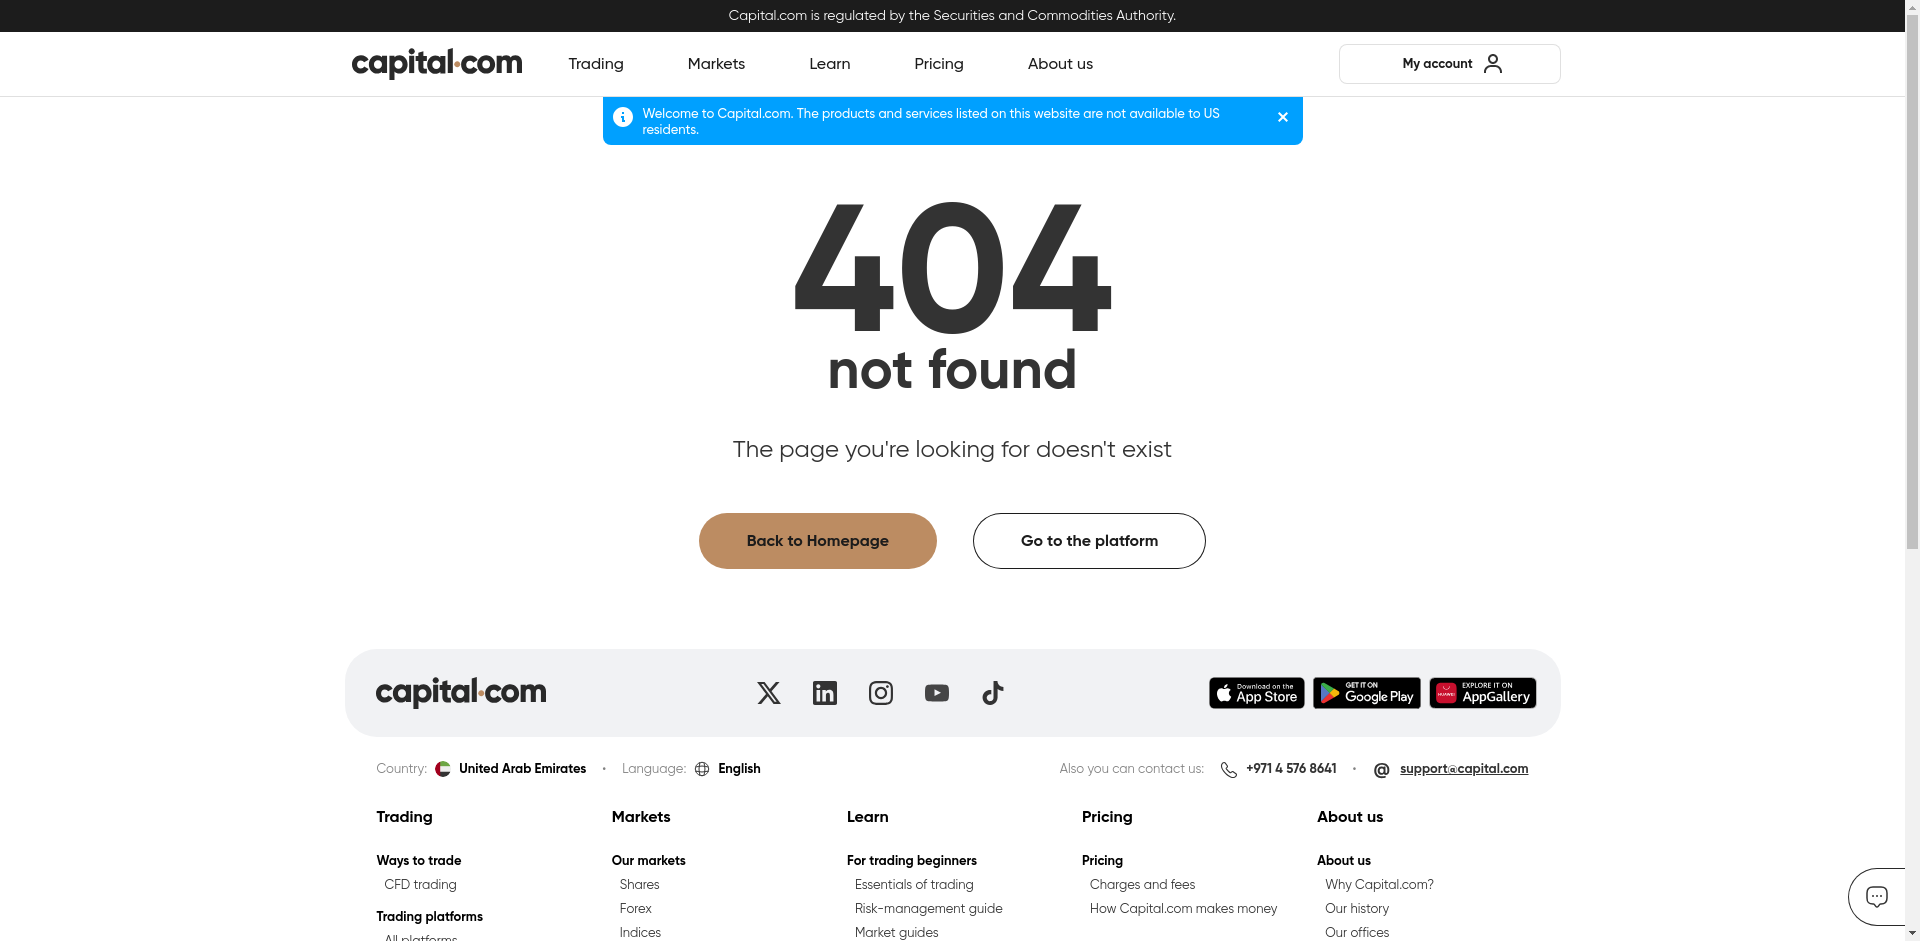 Capital.com is regulated by the Securities and Commodities Authority.
capital.com
Trading
Markets
Learn
Pricing
About us
My account
Welcome to Capital.com. The products and services listed on this website are not available to US
residents.
404
not found
The page you're looking for doesn't exist
Back to Homepage
Go to the platform
capital.com
Download on the
App Store
GET IT ON
Google Play
HUAWEI
EXPLORE IT ON
AppGallery
Country: United Arab Emirates • Language: English
Also you can contact us: +971 4 576 8641 • @ support@capital.com
Trading
Ways to trade
CFD trading
Trading platforms
All platforms
Markets
Our markets
Shares
Forex
Indices
Learn
For trading beginners
Essentials of trading
Risk-management guide
Market guides
Pricing
Pricing
Charges and fees
How Capital.com makes money
About us
About us
Why Capital.com?
Our history
Our offices